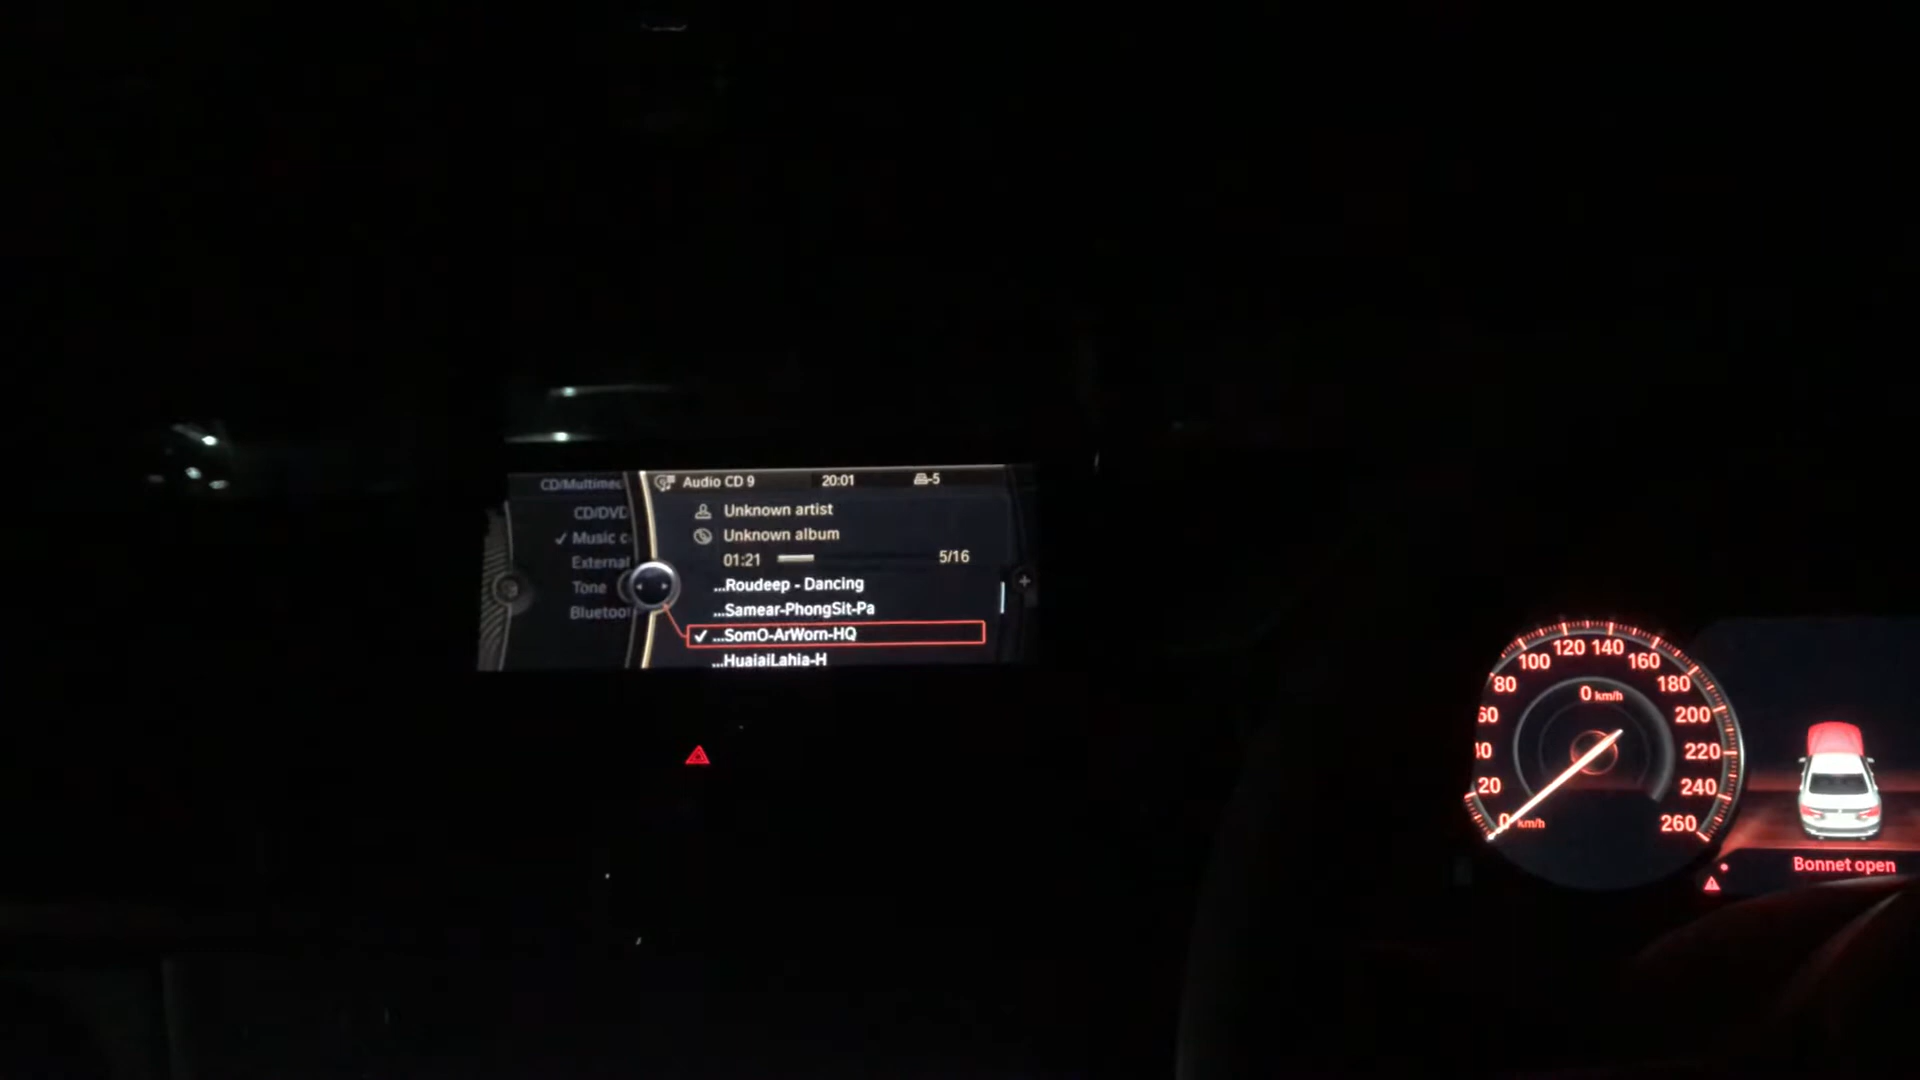 CD/Multimed
CD/DVD
✓ Music c
External
Tone
Bluetoo
Audio CD 9
20:01
-5
Unknown artist
Unknown album
01:21
5/16
...Roudeep - Dancing
...Samear-PhongSit-Pa
✓ ...SomO-ArWorn-HQ
...HuaiaiLahia-H
0 km/h
20
40
60
80
100
120
140
160
180
200
220
240
260
0 km/h
Bonnet open